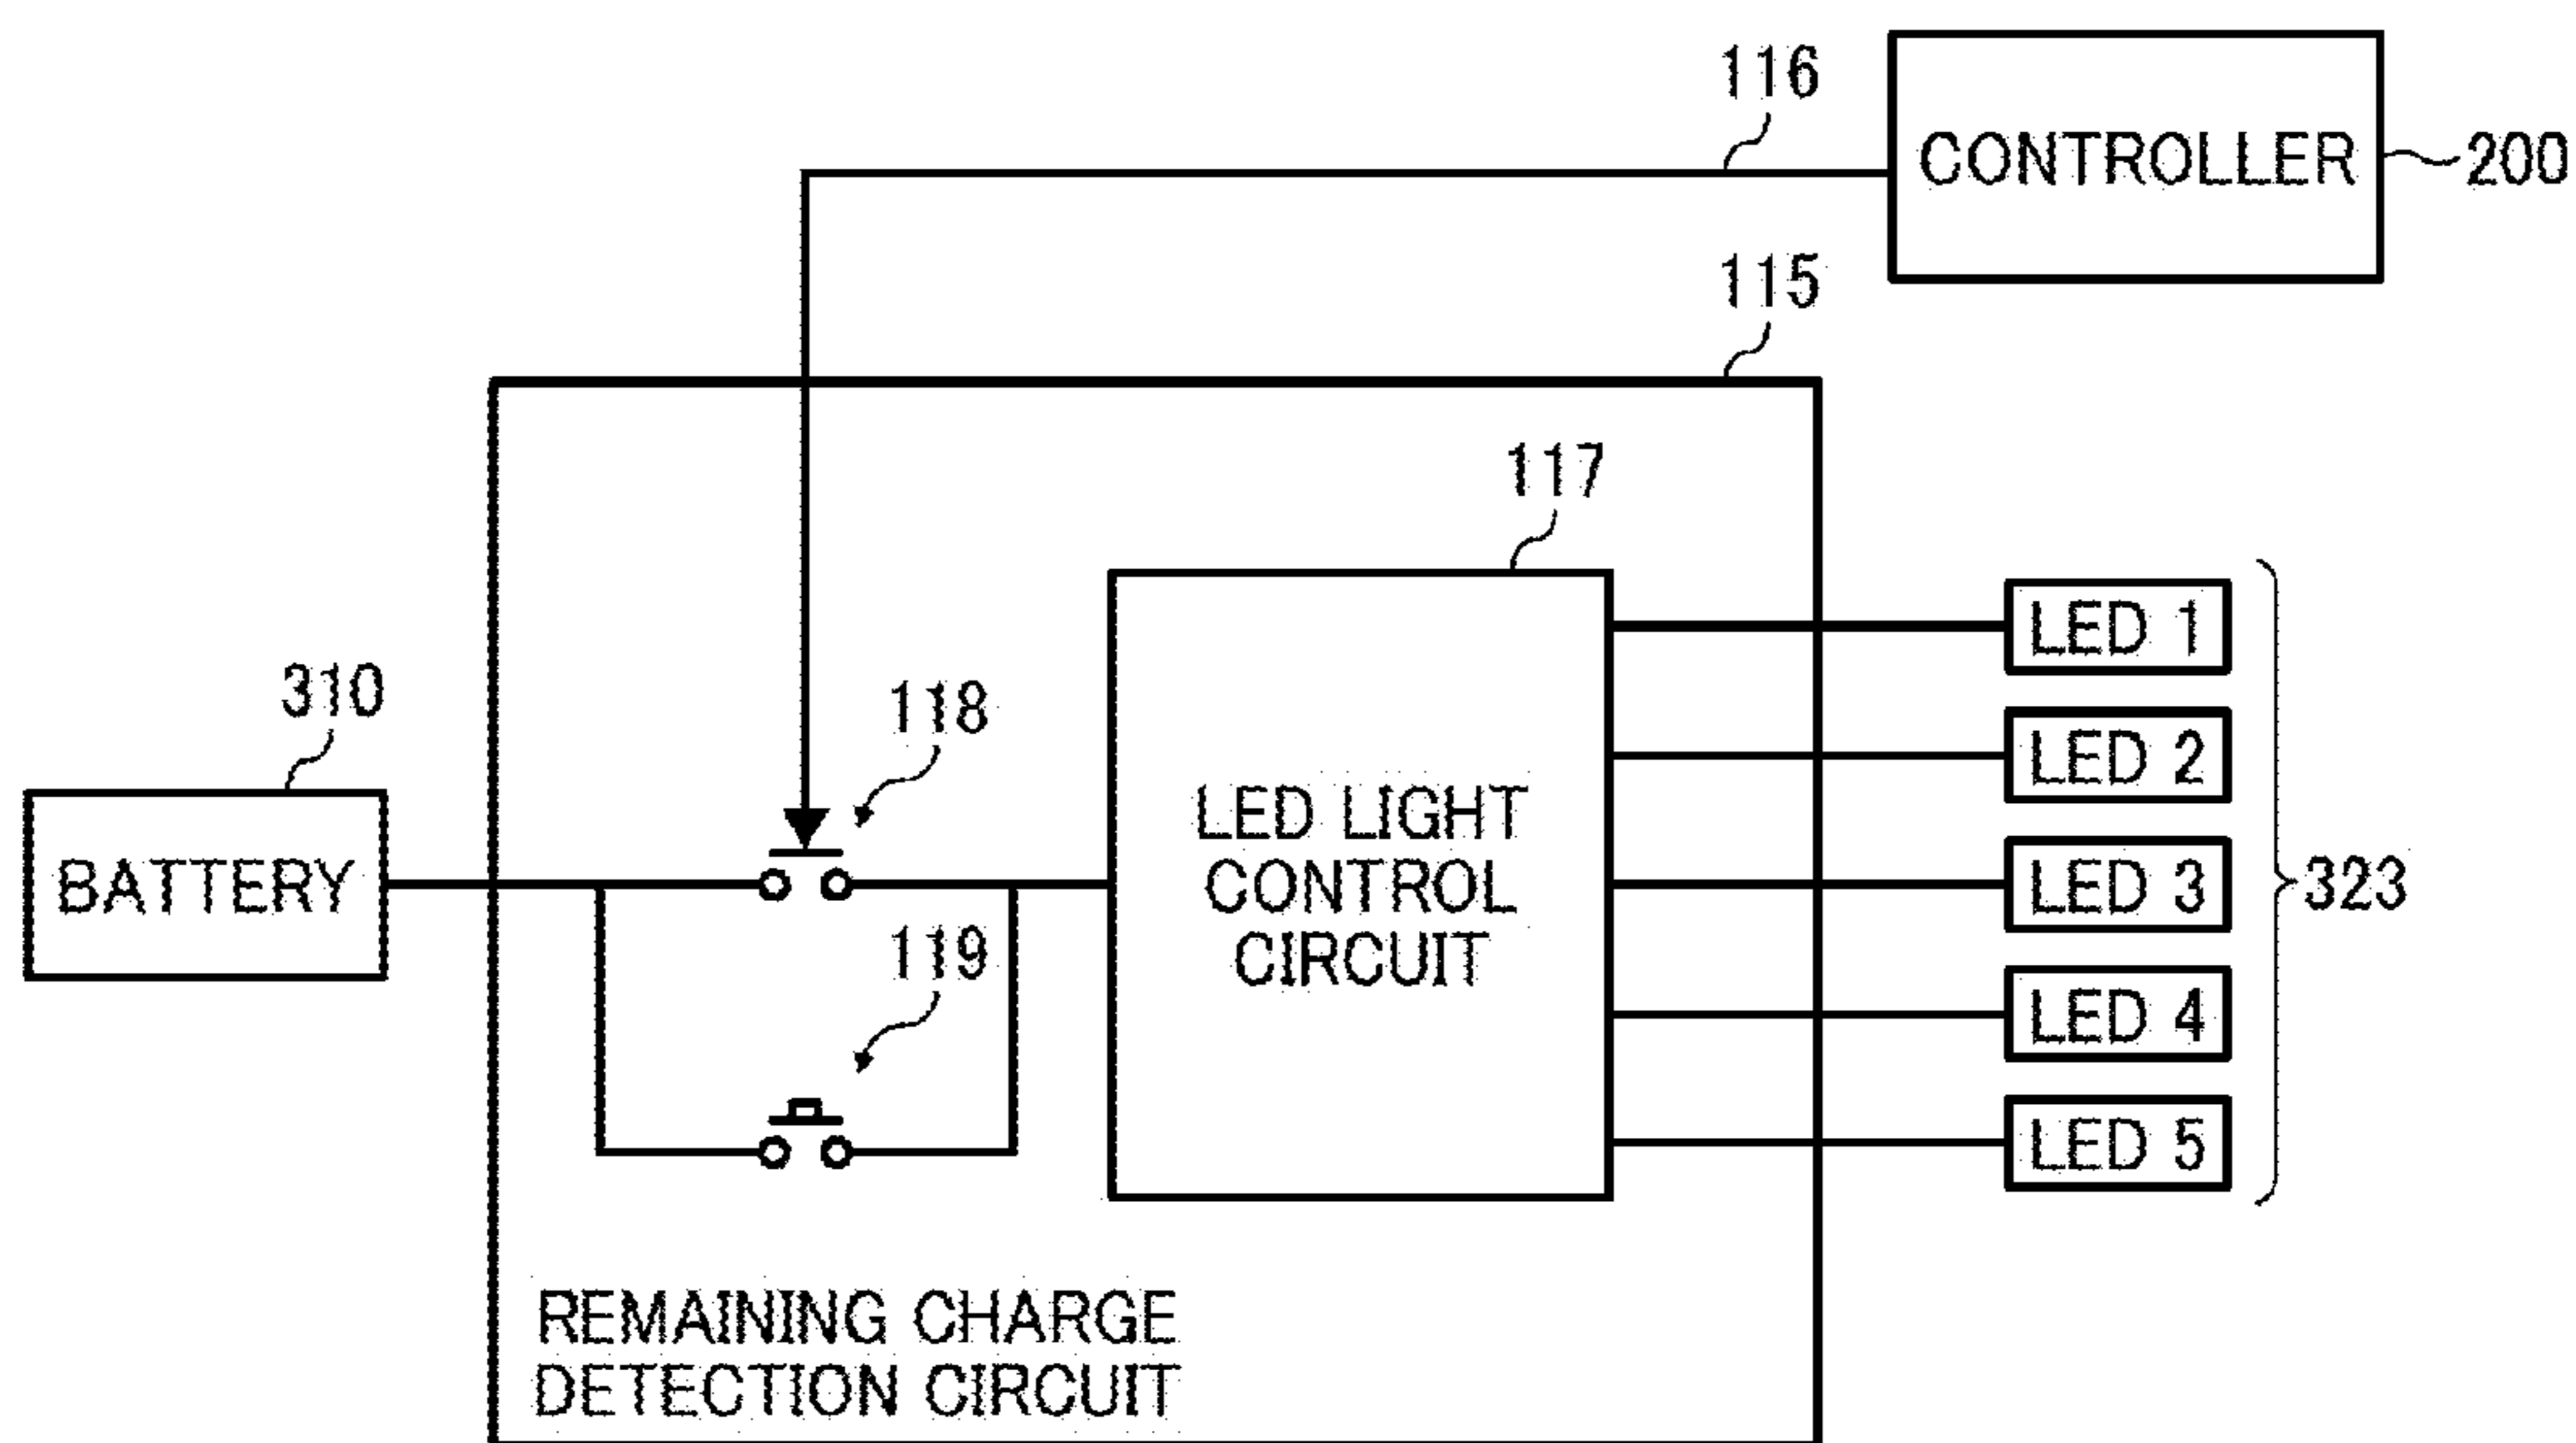 116
CONTROLLER
200
115
117
310
118
LED 1
LED 2
BATTERY
LED LIGHT
CONTROL
CIRCUIT
LED 3
323
119
LED 4
LED 5
REMAINING CHARGE
DETECTION CIRCUIT